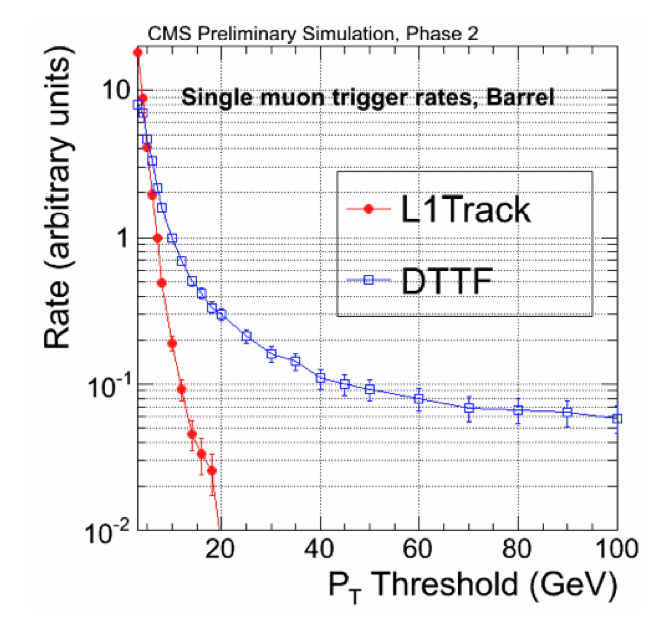 CMS Preliminary Simulation, Phase 2
Single muon trigger rates, Barrel
L1Track
DTTF
Rate (arbitrary units)
10
1
10⁻¹
10⁻²
20 40 60 80 100
P_T Threshold (GeV)